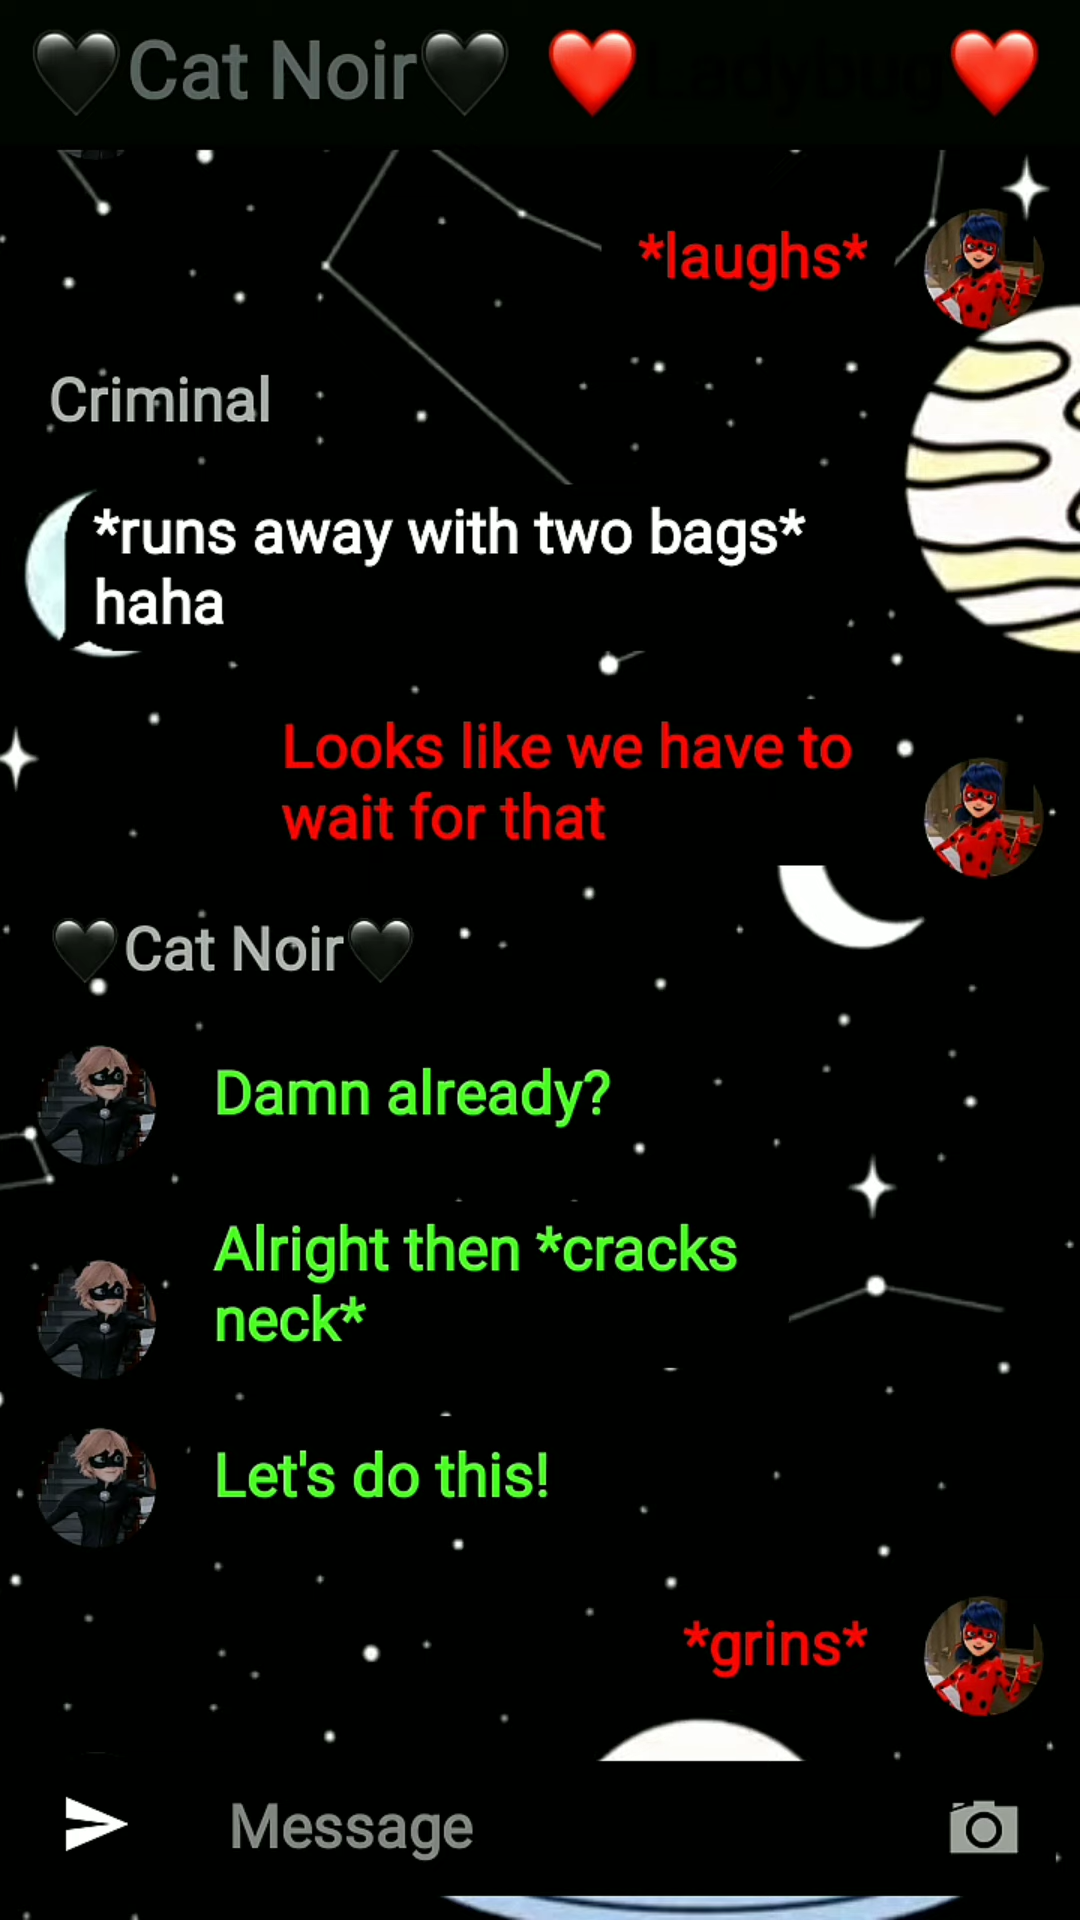 🖤Cat Noir🖤 ❤️Ladybug❤️
*laughs*
Criminal
*runs away with two bags*
haha
Looks like we have to
wait for that
🖤Cat Noir🖤
Damn already?
Alright then *cracks
neck*
Let's do this!
*grins*
Message